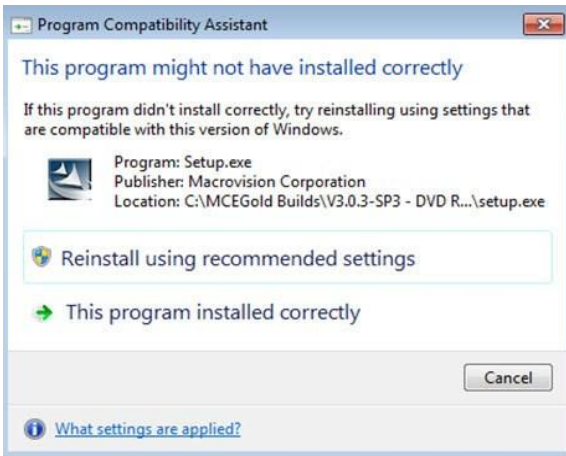 Program Compatibility Assistant
This program might not have installed correctly
If this program didn't install correctly, try reinstalling using settings that
are compatible with this version of Windows.
Program: Setup.exe
Publisher: Macrovision Corporation
Location: C:\MCEGold Builds\V3.0.3-SP3 - DVD R...\setup.exe
Reinstall using recommended settings
This program installed correctly
Cancel
What settings are applied?